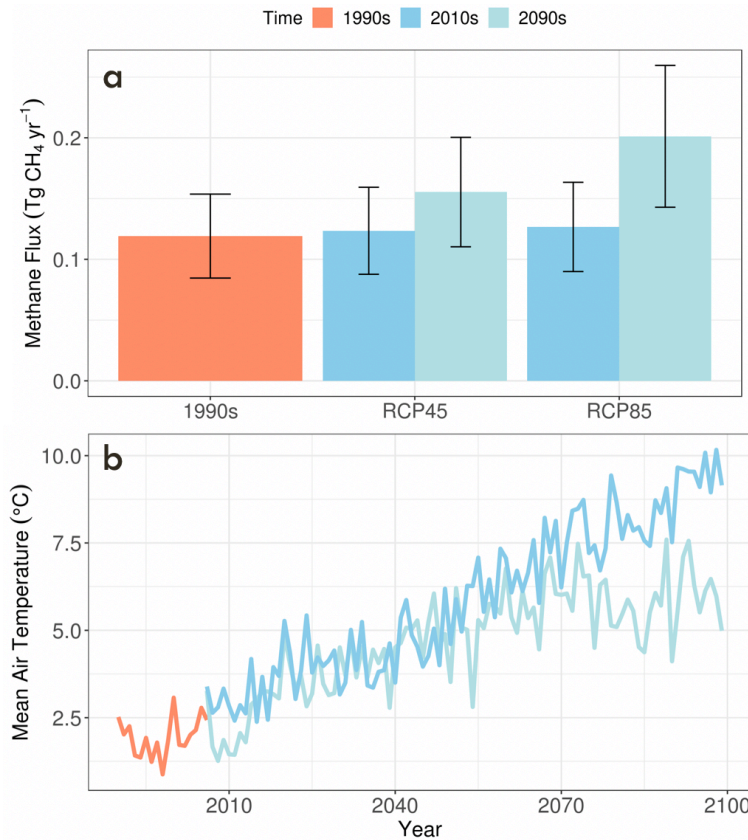 Time 1990s 2010s 2090s
a
Methane Flux (Tg CH₄ yr⁻¹)
0.2
0.1
0.0
1990s RCP45 RCP85
b
Mean Air Temperature (°C)
10.0
7.5
5.0
2.5
2010 2040 2070 2100
Year